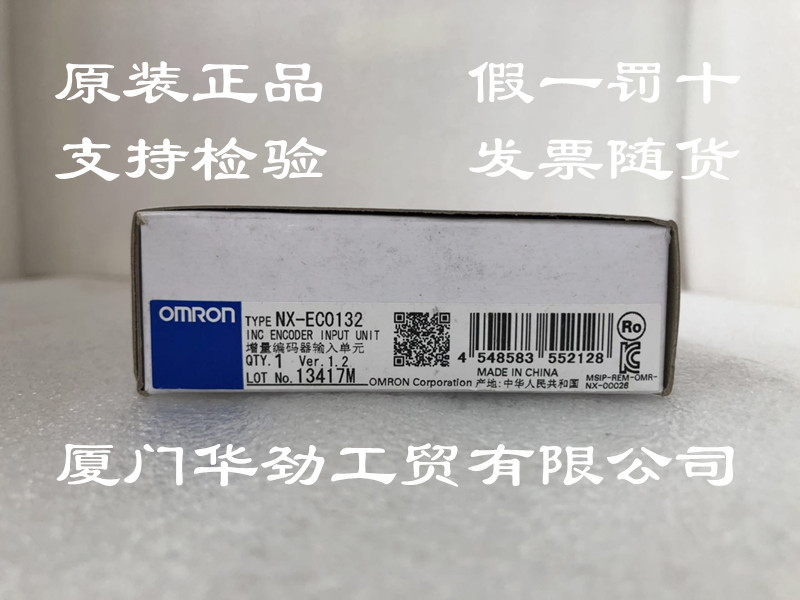 原装正品 假一罚十
支持检验 发票随货
OMRON
TYPE NX-EC0132
INC ENCODER INPUT UNIT
增量编码器输入单元
QTY.1 Ver.1.2
LOT No.13417M
OMRON Corporation
4 548583 552128
MADE IN CHINA
产地:中华人民共和国
Ro
MSIP-REM-OMR-
NX-00026
厦门华劲工贸有限公司